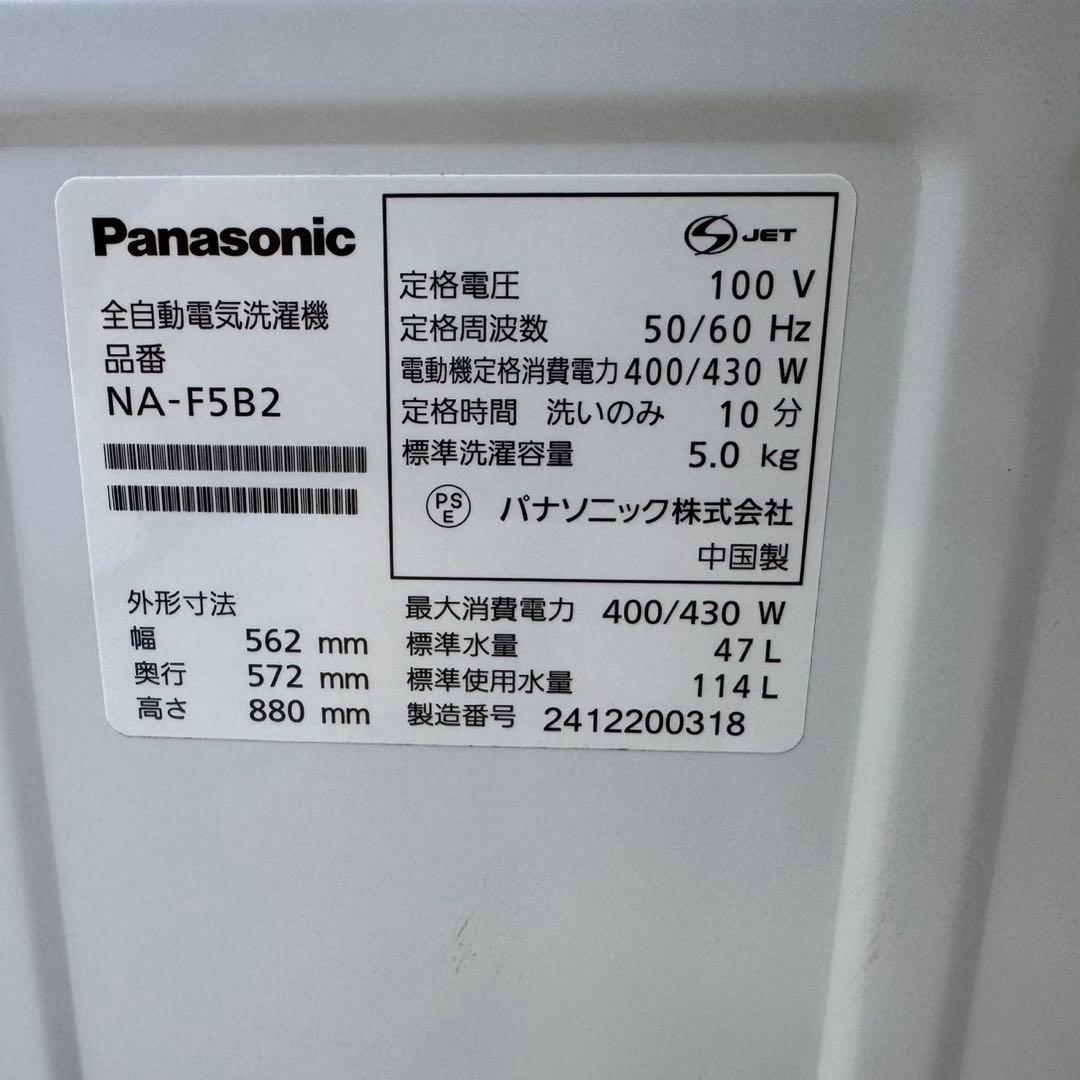 Panasonic
全自動電気洗濯機
品番
NA-F5B2
JET
定格電圧 100 V
定格周波数 50/60 Hz
電動機定格消費電力 400/430 W
定格時間 洗いのみ 10 分
標準洗濯容量 5.0 kg
PS
E
パナソニック株式会社
中国製
外形寸法
幅 562 mm
奥行 572 mm
高さ 880 mm
最大消費電力 400/430 W
標準水量 47 L
標準使用水量 114 L
製造番号 2412200318